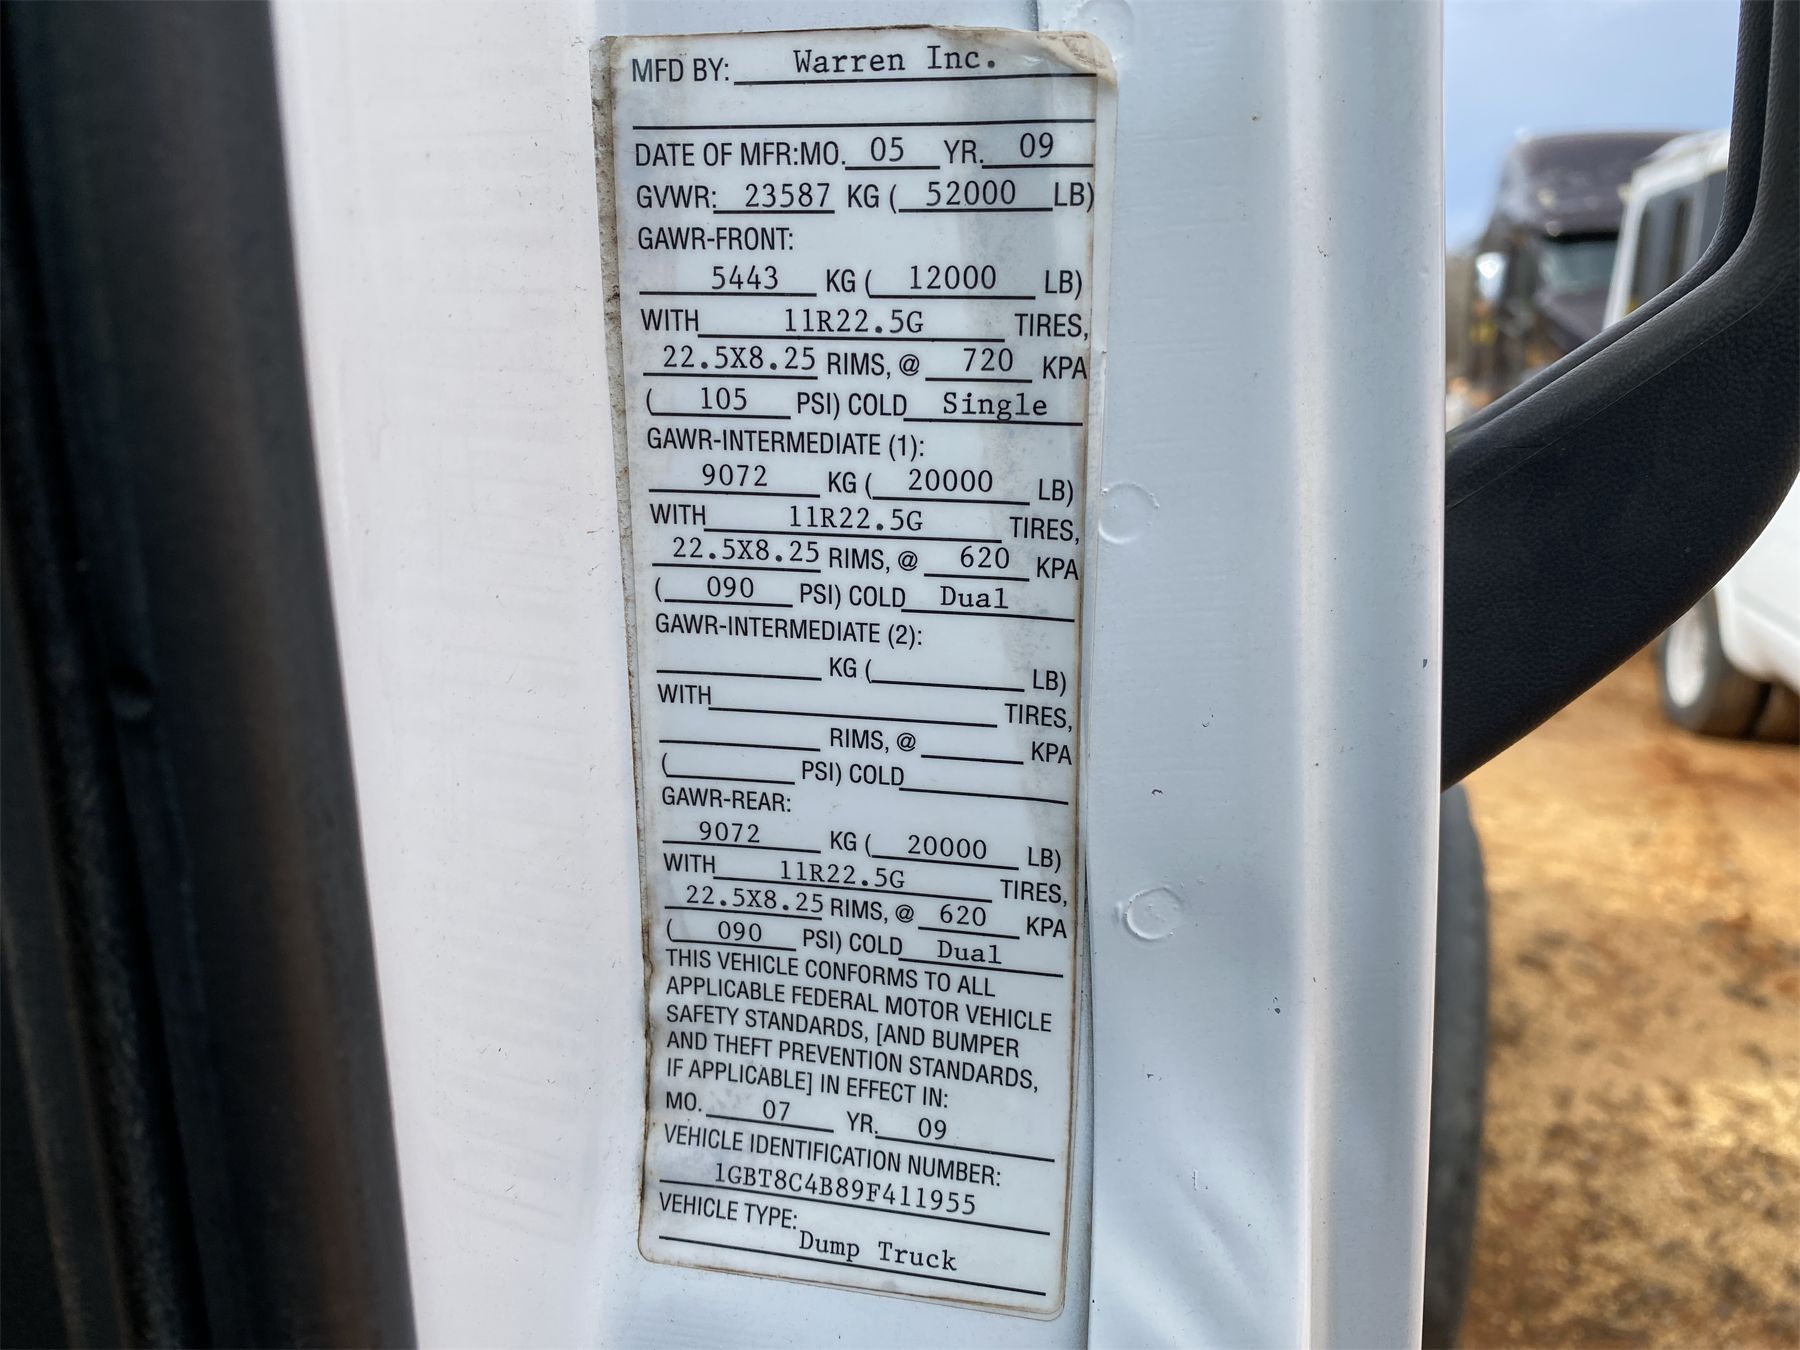 MFD BY: Warren Inc.
DATE OF MFR:MO. 05 YR. 09
GVWR: 23587 KG ( 52000 LB)
GAWR-FRONT:
5443 KG ( 12000 LB)
WITH 11R22.5G TIRES,
22.5X8.25 RIMS, @ 720 KPA
( 105 PSI) COLD Single
GAWR-INTERMEDIATE (1):
9072 KG ( 20000 LB)
WITH 11R22.5G TIRES,
22.5X8.25 RIMS, @ 620 KPA
( 090 PSI) COLD Dual
GAWR-INTERMEDIATE (2):
KG ( LB)
WITH TIRES,
RIMS, @ KPA
( PSI) COLD
GAWR-REAR:
9072 KG ( 20000 LB)
WITH 11R22.5G TIRES,
22.5X8.25 RIMS, @ 620 KPA
( 090 PSI) COLD Dual
THIS VEHICLE CONFORMS TO ALL
APPLICABLE FEDERAL MOTOR VEHICLE
SAFETY STANDARDS, [AND BUMPER
AND THEFT PREVENTION STANDARDS,
IF APPLICABLE] IN EFFECT IN:
MO. 07 YR. 09
VEHICLE IDENTIFICATION NUMBER:
1GBT8C4B89F411955
VEHICLE TYPE:
Dump Truck